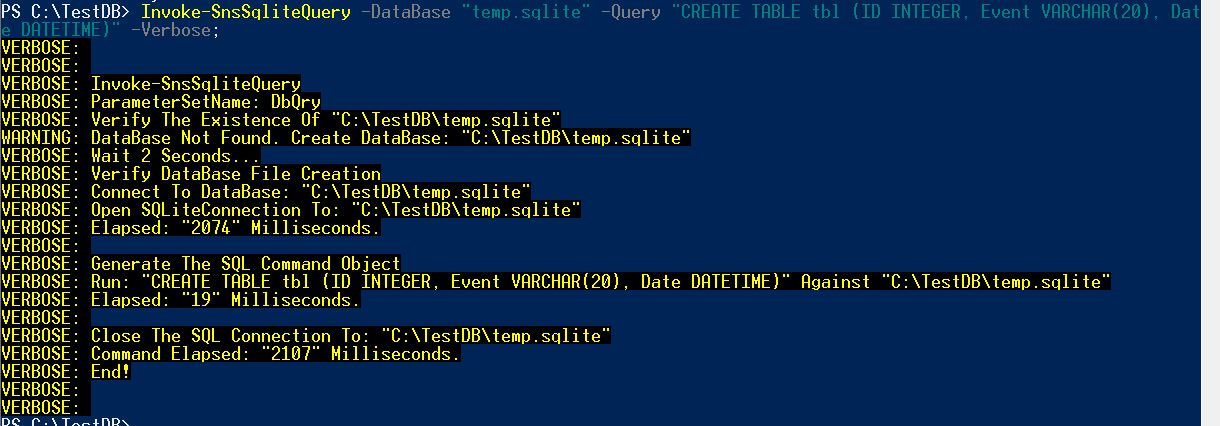 PS C:\TestDB> Invoke-SnsSqliteQuery -DataBase "temp.sqlite" -Query "CREATE TABLE tbl (ID INTEGER, Event VARCHAR(20), Dat
e DATETIME)" -Verbose;
VERBOSE:
VERBOSE:
VERBOSE: Invoke-SnsSqliteQuery
VERBOSE: ParameterSetName: DbQry
VERBOSE: Verify The Existence Of "C:\TestDB\temp.sqlite"
WARNING: DataBase Not Found. Create DataBase: "C:\TestDB\temp.sqlite"
VERBOSE: Wait 2 Seconds...
VERBOSE: Verify DataBase File Creation
VERBOSE: Connect To DataBase: "C:\TestDB\temp.sqlite"
VERBOSE: Open SQLiteConnection To: "C:\TestDB\temp.sqlite"
VERBOSE: Elapsed: "2074" Milliseconds.
VERBOSE:
VERBOSE: Generate The SQL Command Object
VERBOSE: Run: "CREATE TABLE tbl (ID INTEGER, Event VARCHAR(20), Date DATETIME)" Against "C:\TestDB\temp.sqlite"
VERBOSE: Elapsed: "19" Milliseconds.
VERBOSE:
VERBOSE: Close The SQL Connection To: "C:\TestDB\temp.sqlite"
VERBOSE: Command Elapsed: "2107" Milliseconds.
VERBOSE: End!
VERBOSE:
VERBOSE:
PS C:\TestDB>